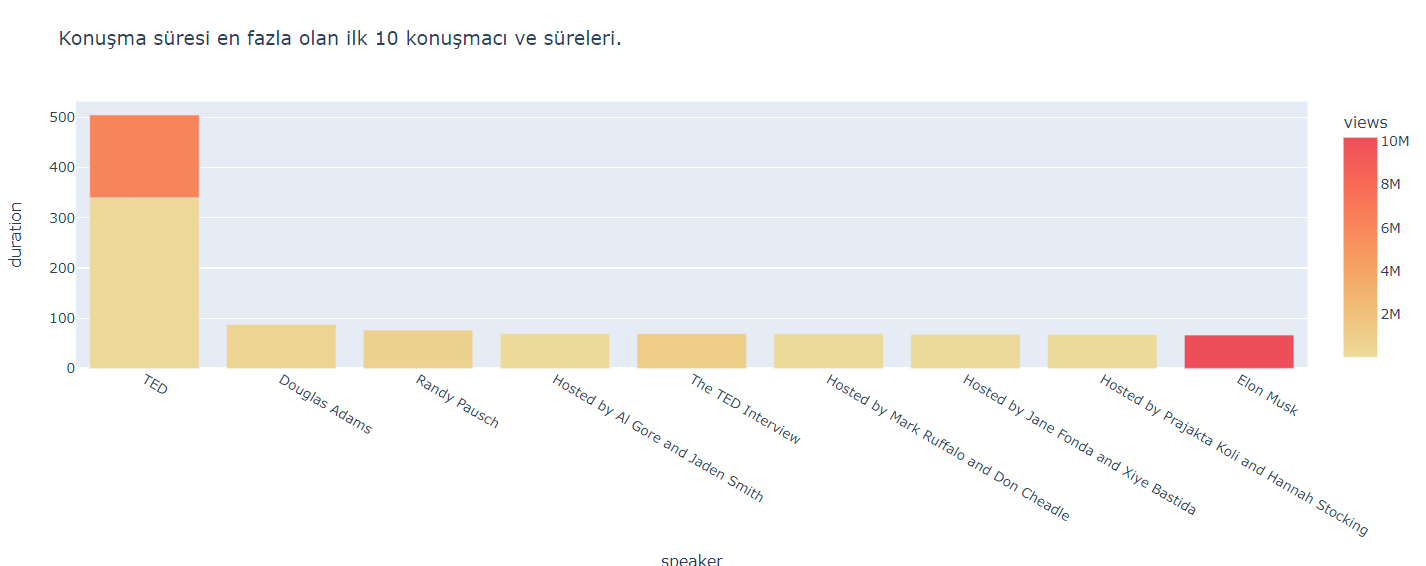 Konuşma süresi en fazla olan ilk 10 konuşmacı ve süreleri.
views
10M
8M
6M
4M
2M
duration
500
400
300
200
100
0
TED
Douglas Adams
Randy Pausch
Hosted by Al Gore and Jaden Smith
The TED Interview
Hosted by Mark Ruffalo and Don Cheadle
Hosted by Jane Fonda and Xiye Bastida
Hosted by Prajakta Koli and Hannah Stocking
Elon Musk
speaker